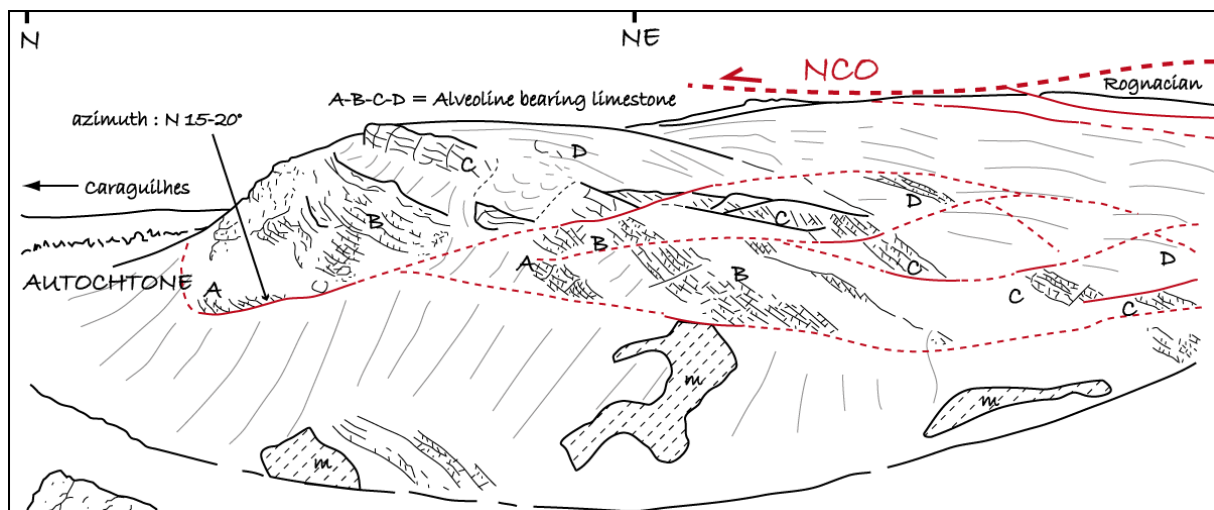 N
NE
NCO
Rognacian
A-B-C-D = Alveoline bearing limestone
azimuth : N 15-20°
Caraguilhes
C
D
B
D
C
B
A
C
D
AUTOCHTONE
A
B
C
C
m
m
m